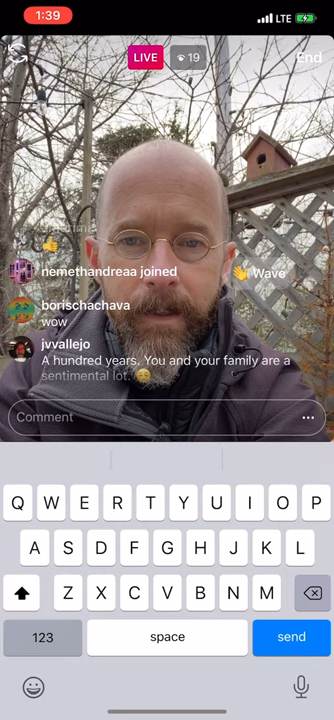 1:39
LTE
LIVE
19
End
nemethandreaa joined
Wave
borischachava
wow
jvvallejo
A hundred years. You and your family are a
sentimental lot.
Comment
Q W E R T Y U I O P
A S D F G H J K L
Z X C V B N M
123
space
send